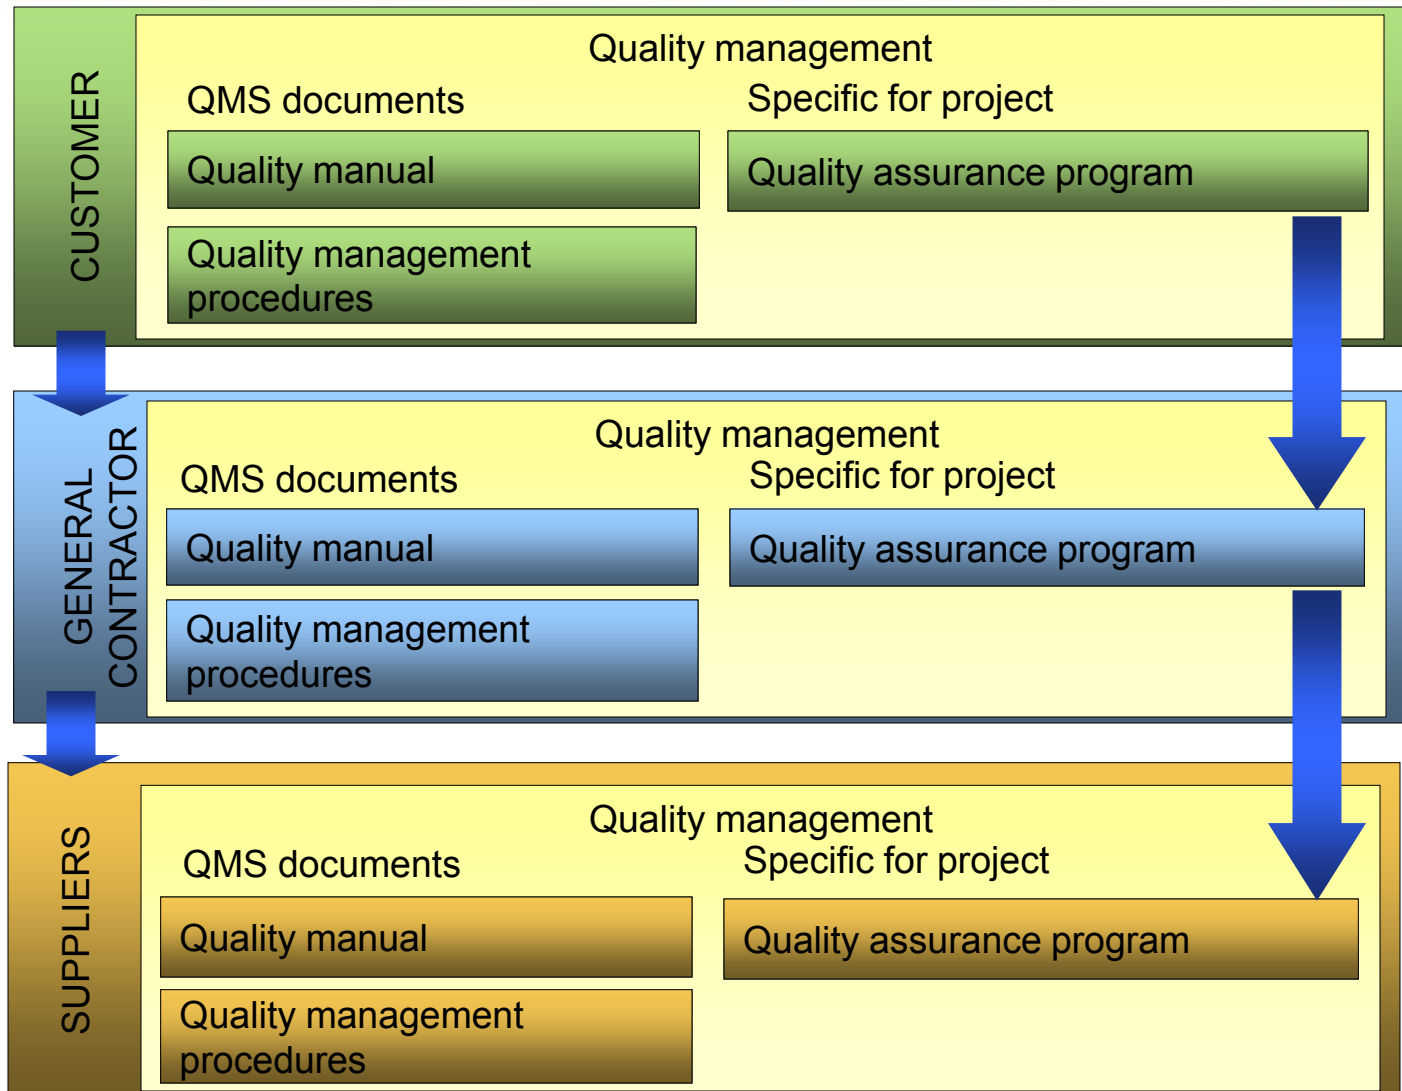 CUSTOMER
Quality management
QMS documents
Specific for project
Quality manual
Quality assurance program
Quality management
procedures
GENERAL
CONTRACTOR
Quality management
QMS documents
Specific for project
Quality manual
Quality assurance program
Quality management
procedures
SUPPLIERS
Quality management
QMS documents
Specific for project
Quality manual
Quality assurance program
Quality management
procedures